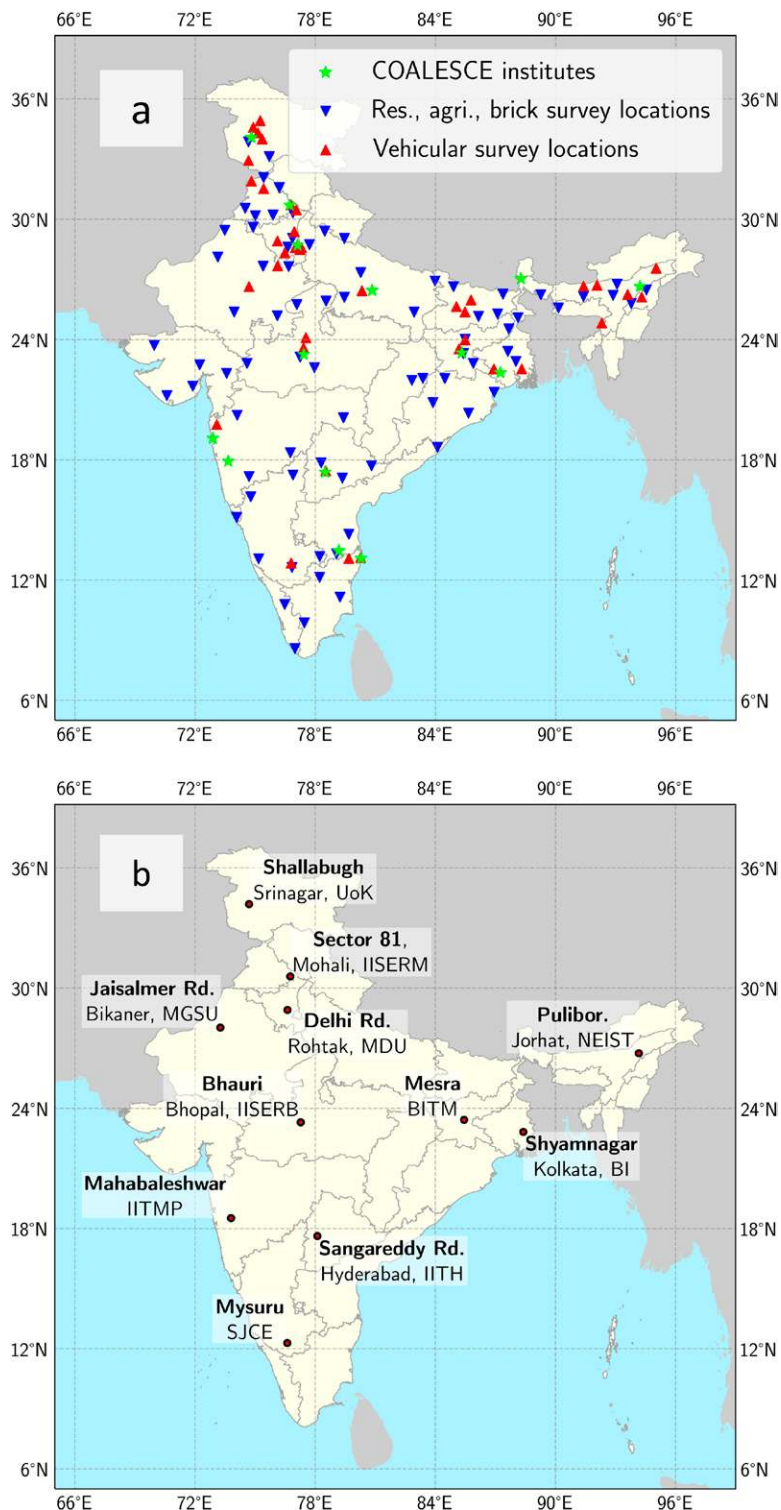 66°E 72°E 78°E 84°E 90°E 96°E
a
COALESCE institutes
Res., agri., brick survey locations
Vehicular survey locations
36°N
30°N 30°N
24°N 24°N
18°N 18°N
12°N 12°N
6°N 6°N
66°E 72°E 78°E 84°E 90°E 96°E
66°E 72°E 78°E 84°E 90°E 96°E
b
36°N 36°N
Shallabugh
Srinagar, UoK
Sector 81,
Mohali, IISERM
30°N 30°N
Jaisalmer Rd.
Bikaner, MGSU
Delhi Rd.
Rohtak, MDU
Pulibor.
Jorhat, NEIST
Bhauri
Bhopal, IISERB
Mesra
BITM
24°N 24°N
Shyamnagar
Kolkata, BI
Mahabaleshwar
IITMP
18°N 18°N
Sangareddy Rd.
Hyderabad, IITH
Mysuru
SJCE
12°N 12°N
6°N 6°N
66°E 72°E 78°E 84°E 90°E 96°E